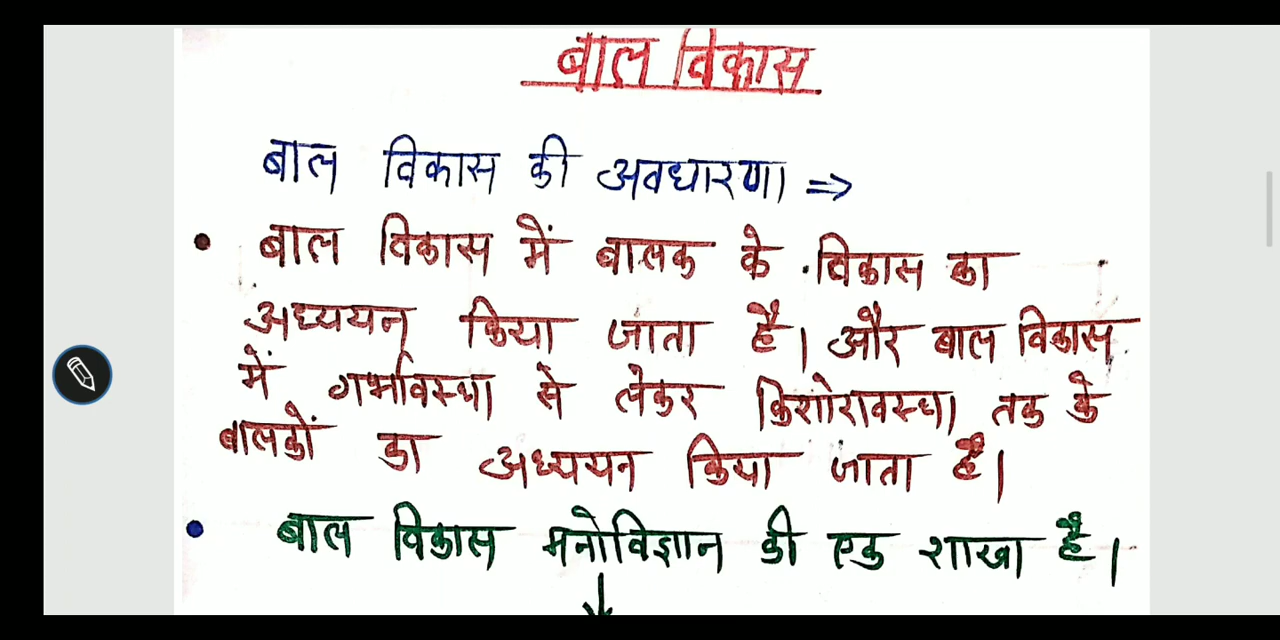 बाल विकास
बाल विकास की अवधारणा ⇒
• बाल विकास में बालक के विकास का
अध्ययन किया जाता है। और बाल विकास
में गर्भावस्था से लेकर किशोरावस्था तक के
बालकों का अध्ययन किया जाता है।
• बाल विकास मनोविज्ञान की एक शाखा है।